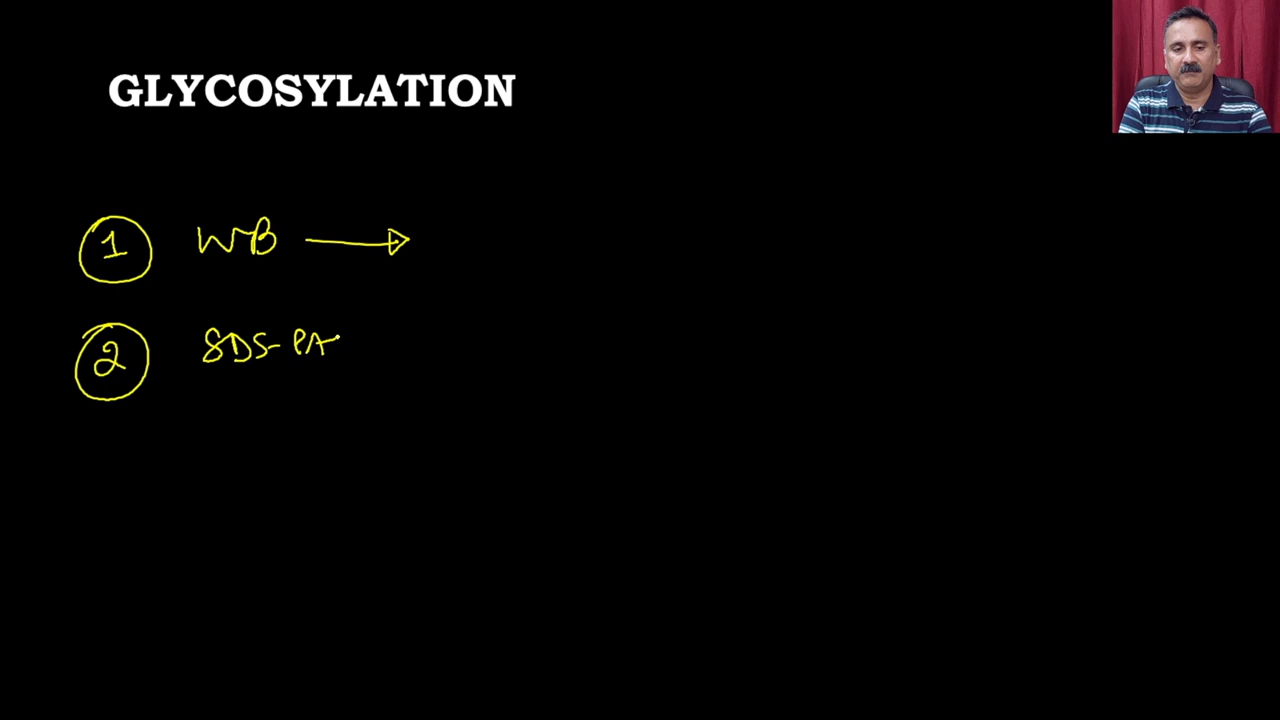 GLYCOSYLATION
1 WB →
2 SDS-PA